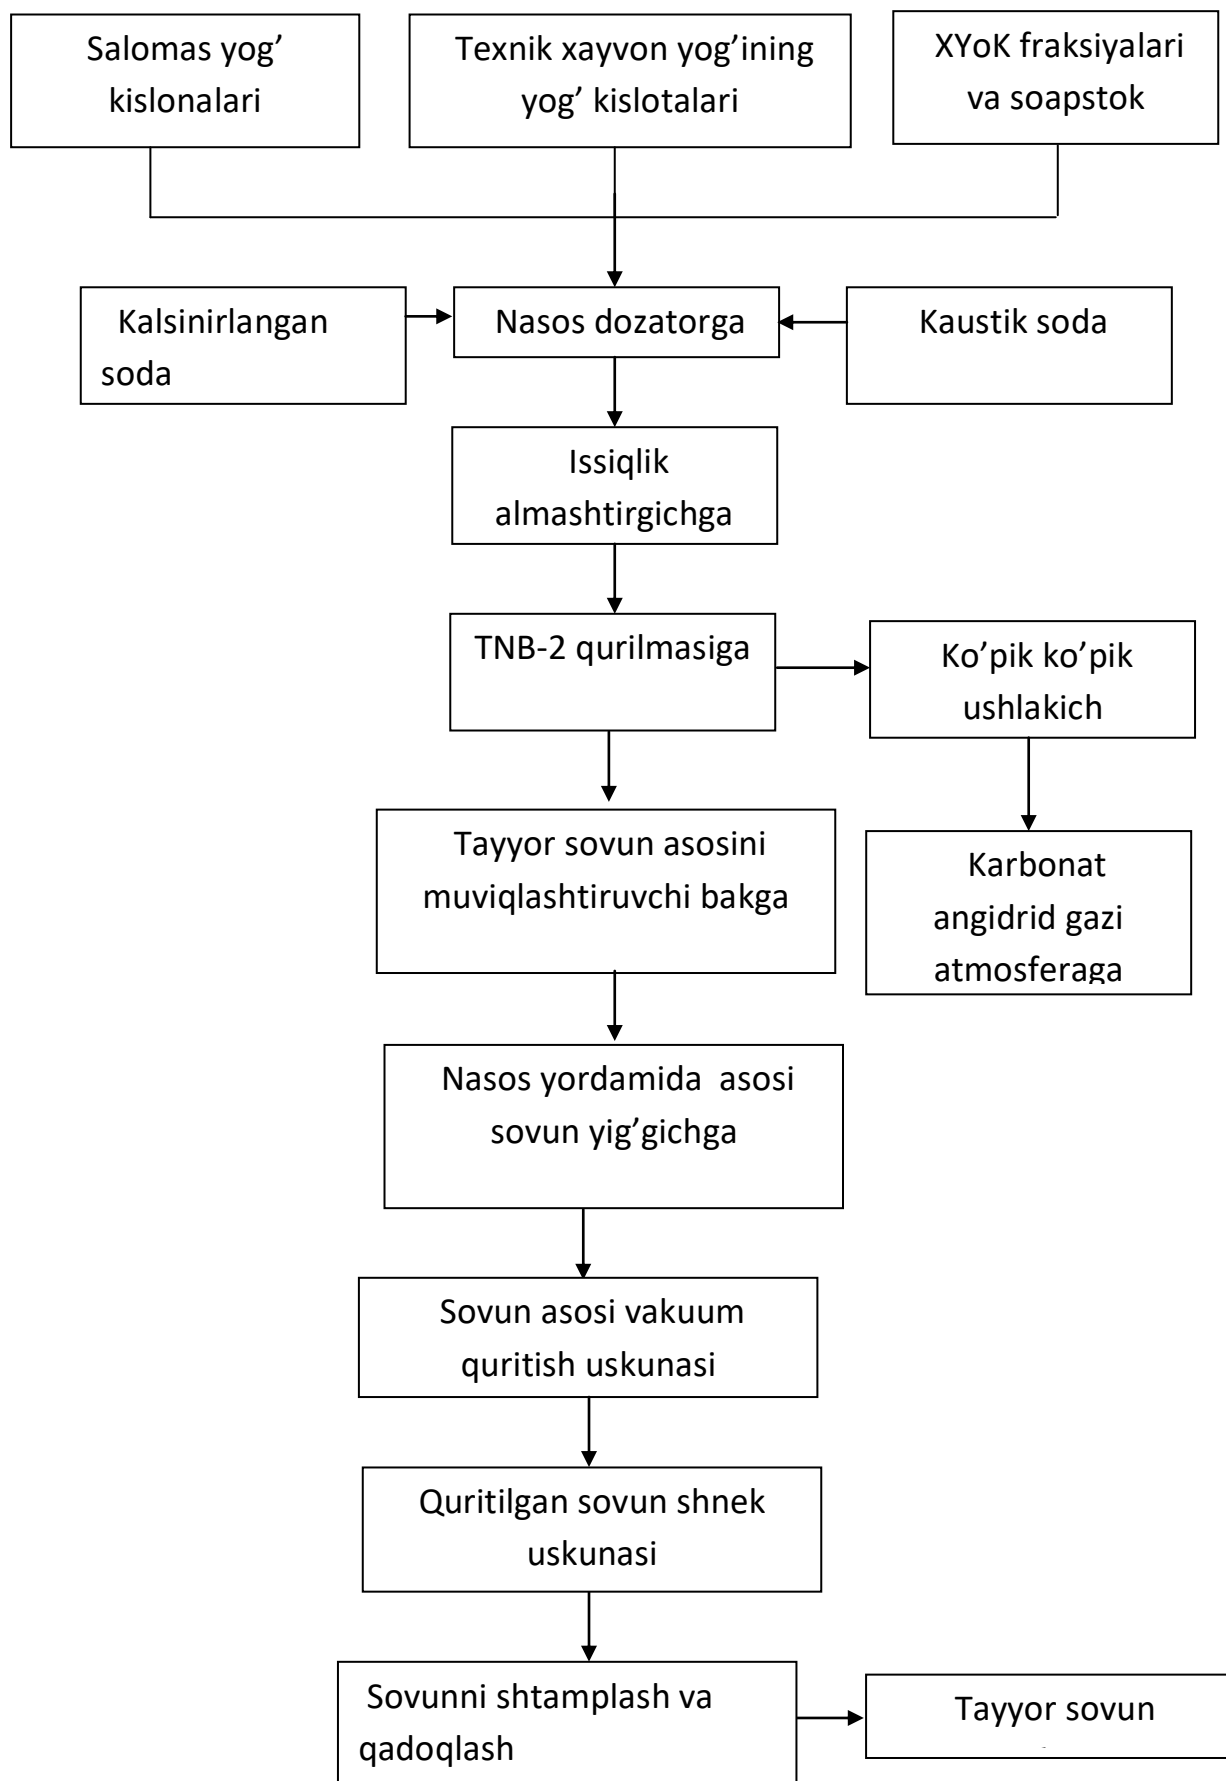 Salomas yog’
kislonalari
Texnik xayvon yog’ining
yog’ kislotalari
XYoK fraksiyalari
va soapstok
Kalsinirlangan
soda
Nasos dozatorga
Kaustik soda
Issiqlik
almashtirgichga
TNB-2 qurilmasiga
Ko’pik ko’pik
ushlakich
Tayyor sovun asosini
muviqlashtiruvchi bakga
Karbonat
angidrid gazi
atmosferaga
Nasos yordamida asosi
sovun yig’gichga
Sovun asosi vakuum
quritish uskunasi
Quritilgan sovun shnek
uskunasi
Sovunni shtamplash va
qadoqlash
Tayyor sovun